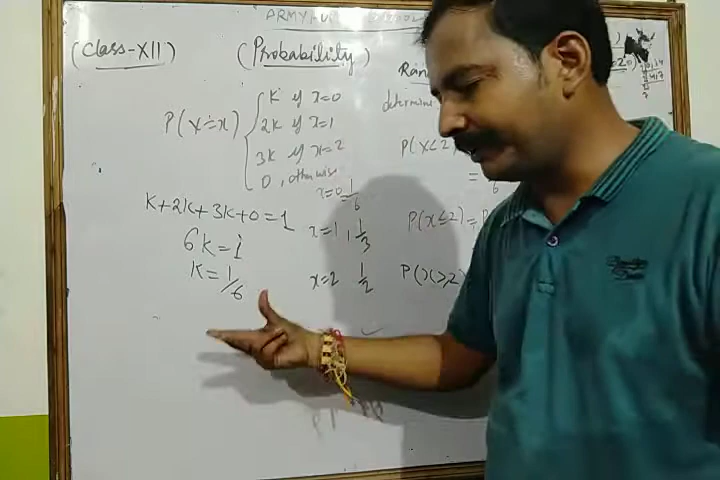 (Class-XII)
(Probability)
P(X=x)
K if x=0
2K if x=1
3K if x=2
0, otherwise
K+2K+3K+0=1
6K=1
K=1/6
x=0 1/6
x=1, 1/3
x=2 1/2
determine
P(X<2)
=
6
P(x≤2)=P
P(X≥2)